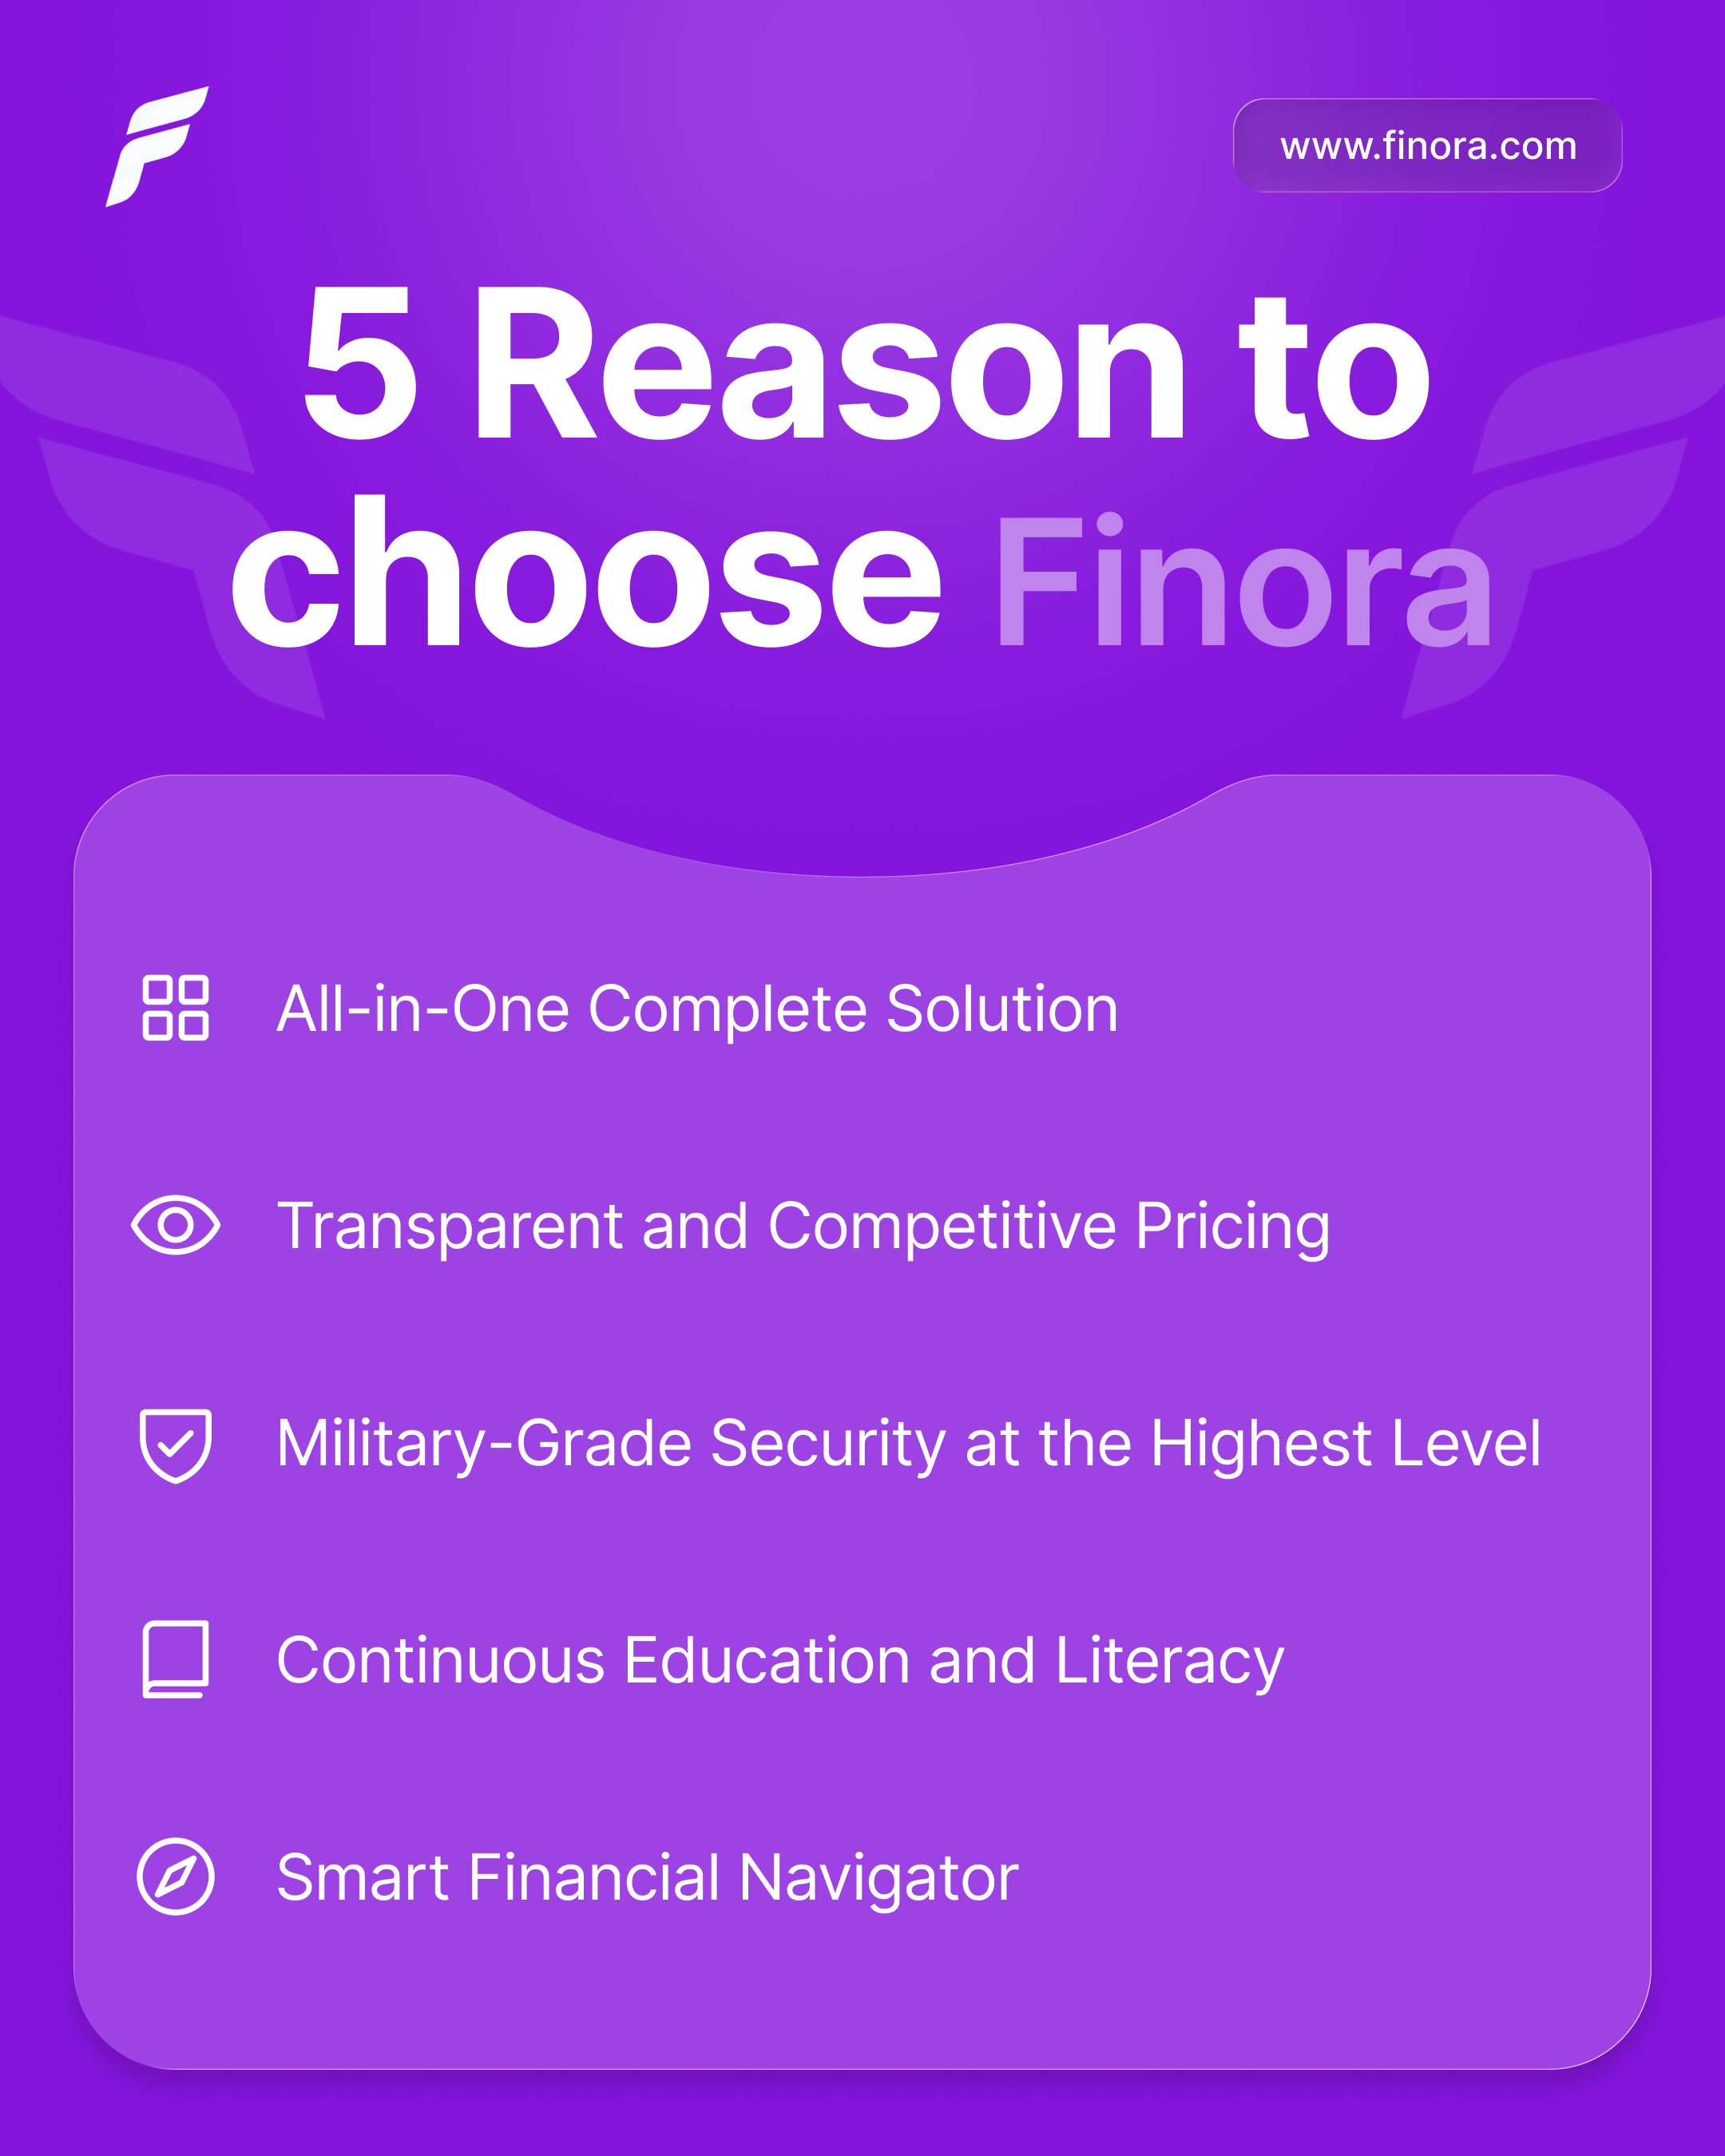 www.finora.com
5 Reason to
choose Finora
All-in-One Complete Solution
Transparent and Competitive Pricing
Military-Grade Security at the Highest Level
Continuous Education and Literacy
Smart Financial Navigator